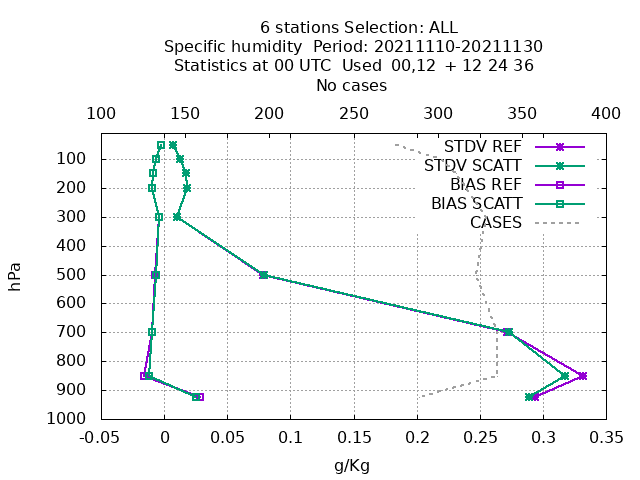 6 stations Selection: ALL
Specific humidity  Period: 20211110-20211130
Statistics at 00 UTC  Used  00,12  + 12 24 36
No cases
100 150 200 250 300 350 400
STDV REF
STDV SCATT
BIAS REF
BIAS SCATT
CASES
100
200
300
400
500
600
700
800
900
1000
hPa
-0.05 0 0.05 0.1 0.15 0.2 0.25 0.3 0.35
g/Kg